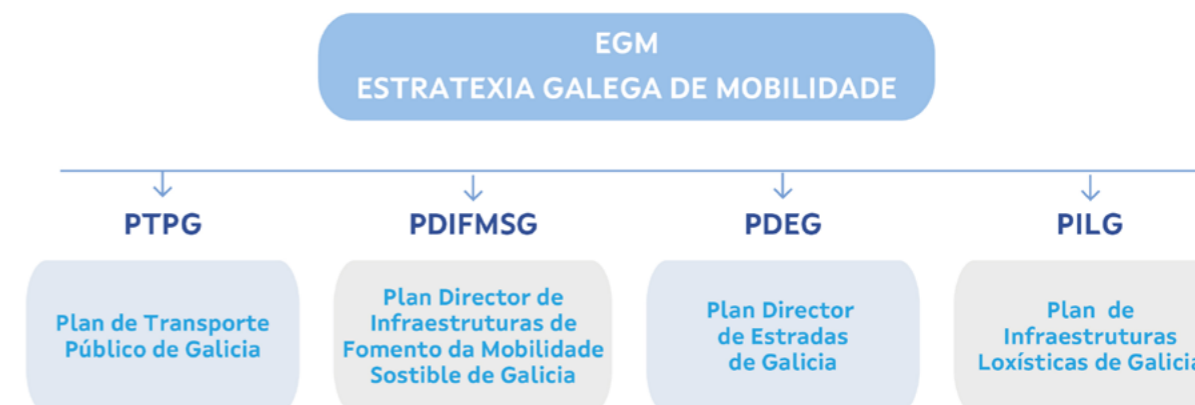 EGM
ESTRATEXIA GALEGA DE MOBILIDADE
PTPG
PDIFMSG
PDEG
PILG
Plan de Transporte
Público de Galicia
Plan Director de
Infraestruturas de
Fomento da Mobilidade
Sostible de Galicia
Plan Director
de Estradas
de Galicia
Plan de
Infraestruturas
Loxísticas de Galicia